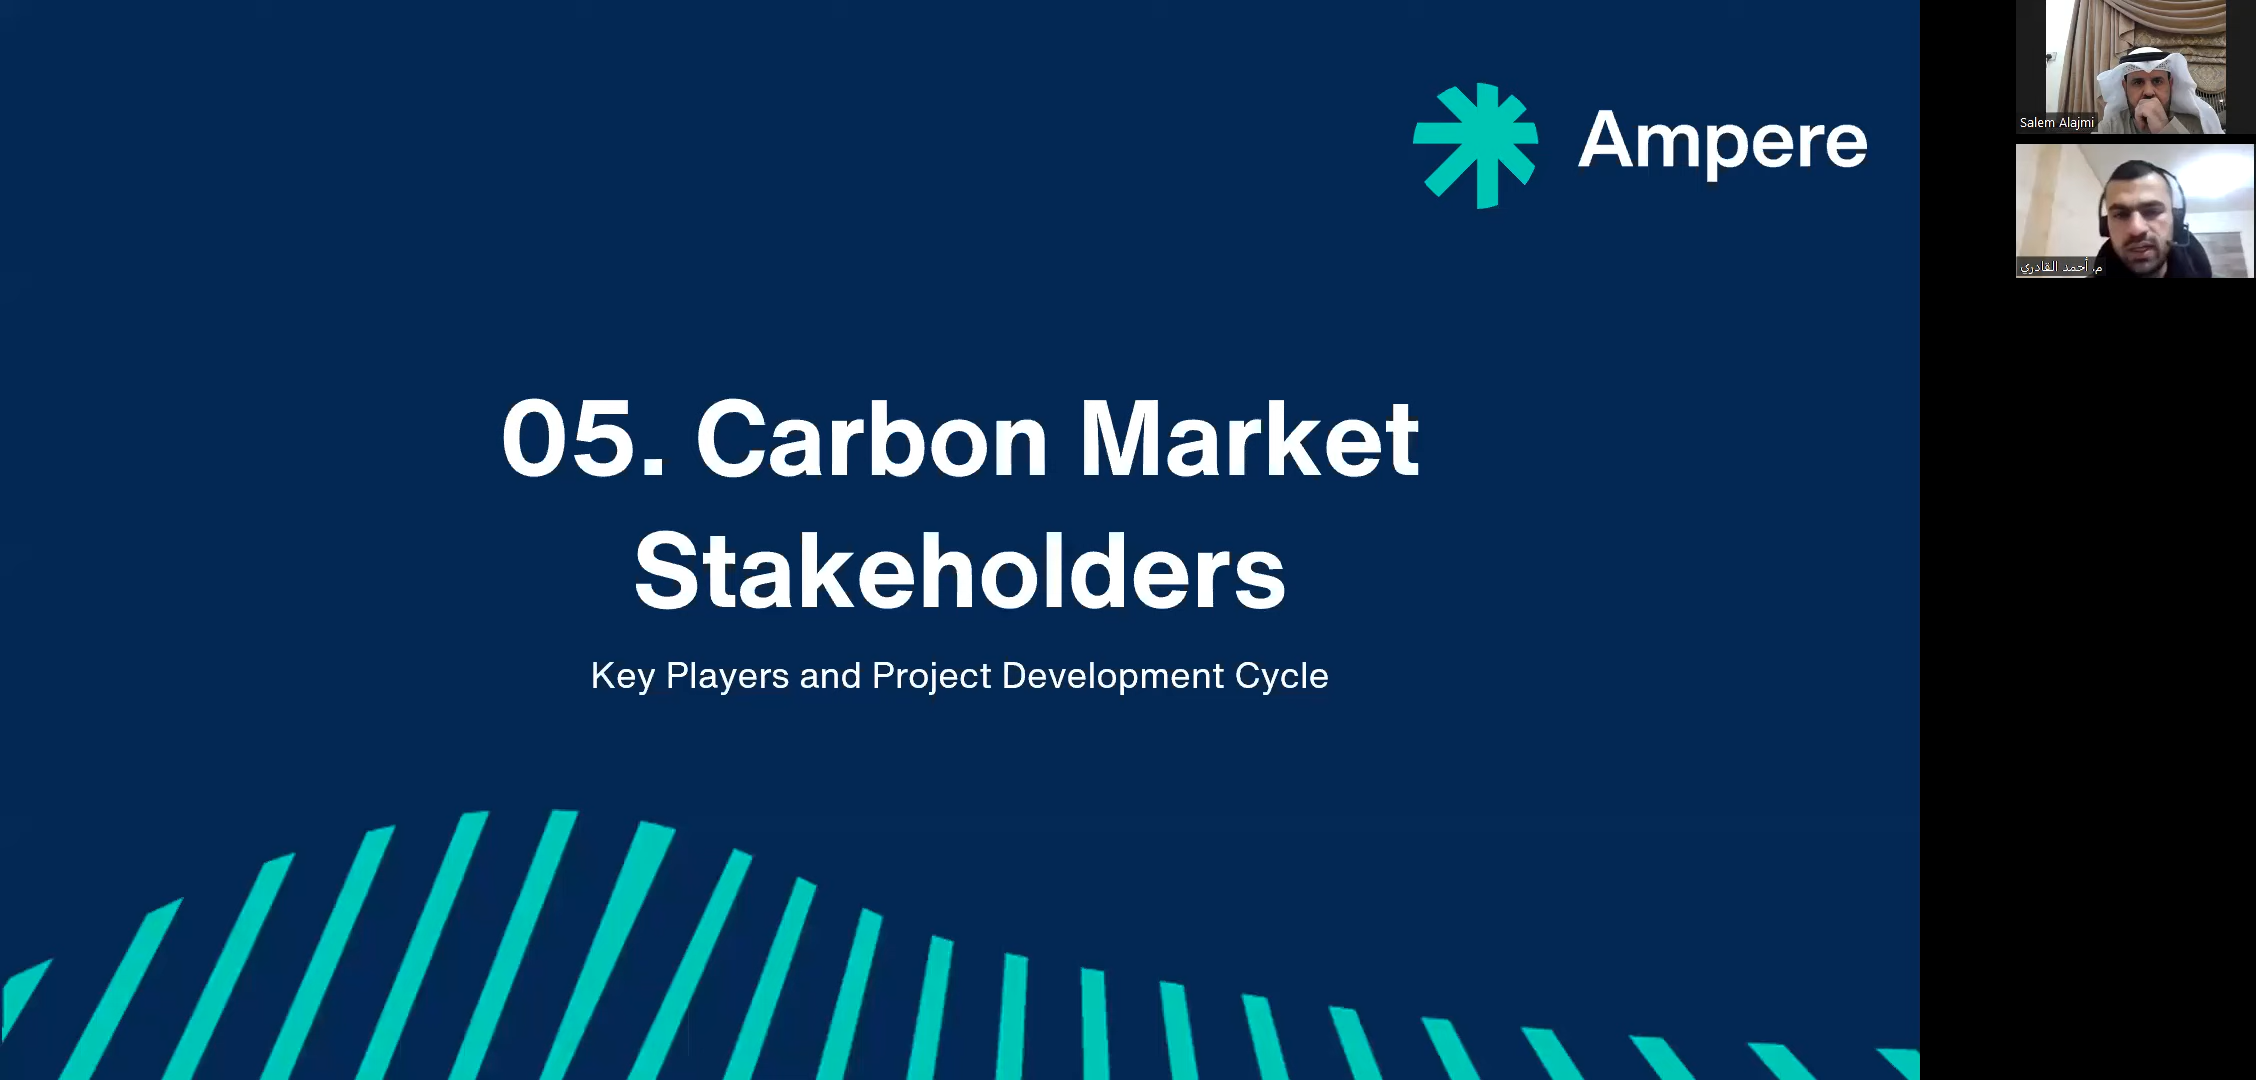 Ampere
05. Carbon Market
Stakeholders
Key Players and Project Development Cycle
Salem Alajmi
م. أحمد القادري